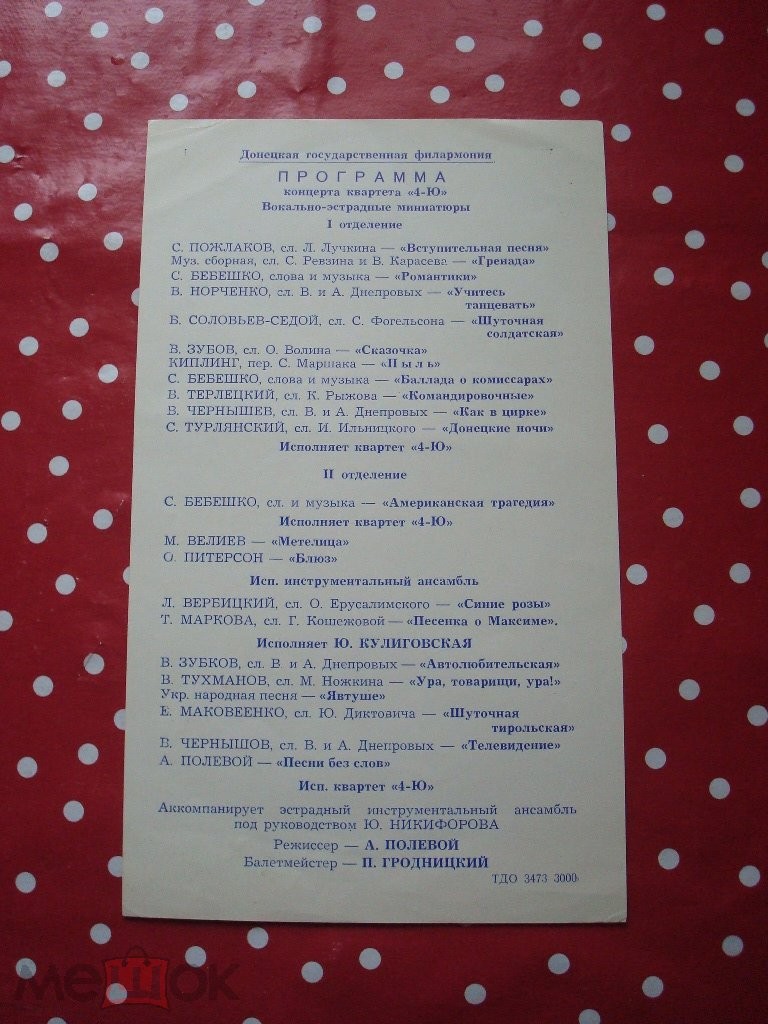 Донецкая государственная филармония
ПРОГРАММА
концерта квартета «4-Ю»
Вокально-эстрадные миниатюры
I отделение
С. ПОЖЛАКОВ, сл. Л. Лучкина — «Вступительная песня»
Муз. сборная, сл. С. Ревзина и В. Карасева — «Гренада»
С. БЕБЕШКО, слова и музыка — «Романтики»
В. НОРЧЕНКО, сл. В. и А. Днепровых — «Учитесь
танцевать»
В. СОЛОВЬЕВ-СЕДОЙ, сл. С. Фогельсона — «Шуточная
солдатская»
В. ЗУБОВ, сл. О. Волина — «Сказочка»
КИПЛИНГ, пер. С. Маршака — «Пыль»
С. БЕБЕШКО, слова и музыка — «Баллада о комиссарах»
В. ТЕРЛЕЦКИЙ, сл. К. Рыжова — «Командировочные»
В. ЧЕРНЫШЕВ, сл. В. и А. Днепровых — «Как в цирке»
С. ТУРЛЯНСКИЙ, сл. И. Ильницкого — «Донецкие ночи»
Исполняет квартет «4-Ю»
II отделение
С. БЕБЕШКО, сл. и музыка — «Американская трагедия»
Исполняет квартет «4-Ю»
М. ВЕЛИЕВ — «Метелица»
О. ПИТЕРСОН — «Блюз»
Исп. инструментальный ансамбль
Л. ВЕРБИЦКИЙ, сл. О. Ерусалимского — «Синие розы»
Т. МАРКОВА, сл. Г. Кошежовой — «Песенка о Максиме».
Исполняет Ю. КУЛИГОВСКАЯ
В. ЗУБКОВ, сл. В. и А. Днепровых — «Автолюбительская»
В. ТУХМАНОВ, сл. М. Ножкина — «Ура, товарищи, ура!»
Укр. народная песня — «Явтуше»
Е. МАКОВЕЕНКО, сл. Ю. Диктовича — «Шуточная
тирольская»
В. ЧЕРНЫШОВ, сл. В. и А. Днепровых — «Телевидение»
А. ПОЛЕВОЙ — «Песни без слов»
Исп. квартет «4-Ю»
Аккомпанирует эстрадный инструментальный ансамбль
под руководством Ю. НИКИФОРОВА
Режиссер — А. ПОЛЕВОЙ
Балетмейстер — П. ГРОДНИЦКИЙ
ТДО 3473-3000
мешок